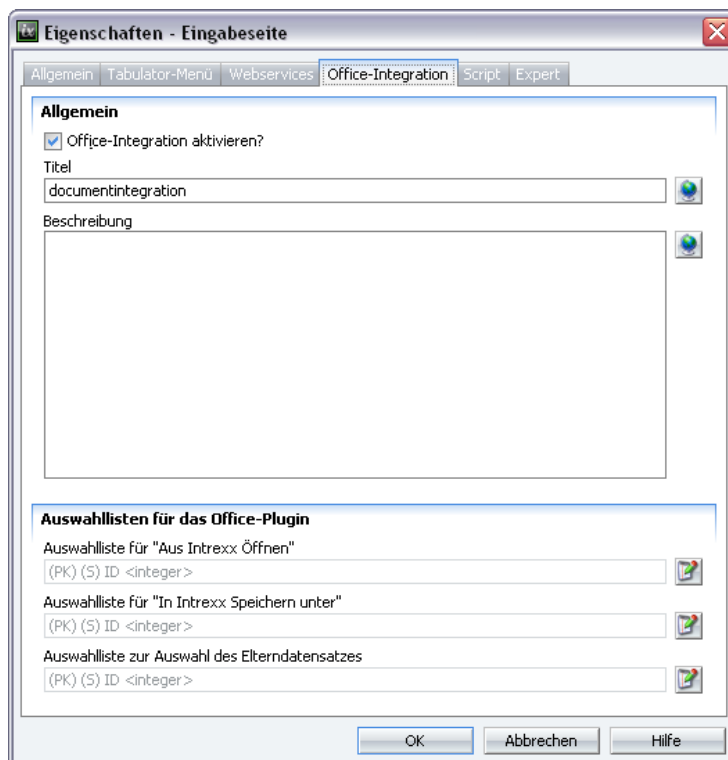 Eigenschaften - Eingabeseite
Allgemein Tabulator-Menü Webservices Office-Integration Script Expert
Allgemein
Office-Integration aktivieren?
Titel
documentintegration
Beschreibung
Auswahllisten für das Office-Plugin
Auswahlliste für "Aus Intrexx Öffnen"
(PK) (S) ID <integer>
Auswahlliste für "In Intrexx Speichern unter"
(PK) (S) ID <integer>
Auswahlliste zur Auswahl des Elterndatensatzes
(PK) (S) ID <integer>
OK Abbrechen Hilfe